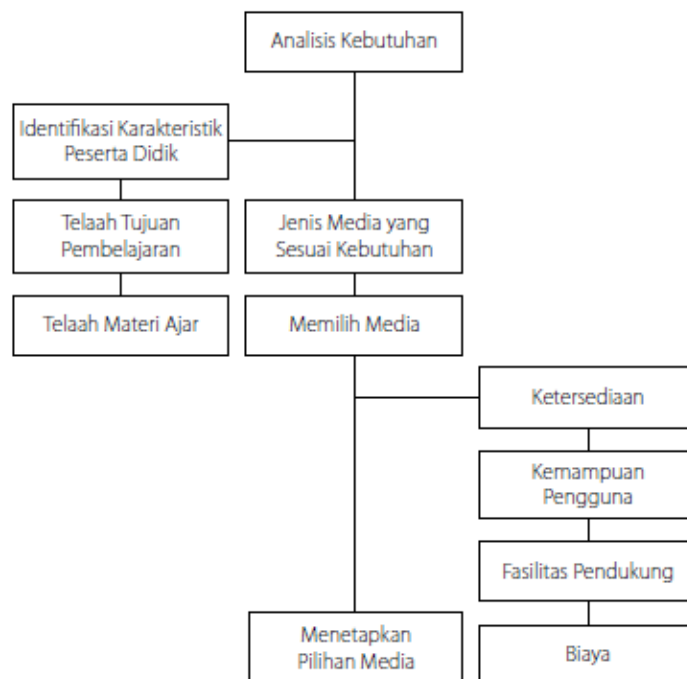 Analisis Kebutuhan
Identifikasi Karakteristik
Peserta Didik
Telaah Tujuan
Pembelajaran
Jenis Media yang
Sesuai Kebutuhan
Telaah Materi Ajar
Memilih Media
Ketersediaan
Kemampuan
Pengguna
Fasilitas Pendukung
Menetapkan
Pilihan Media
Biaya